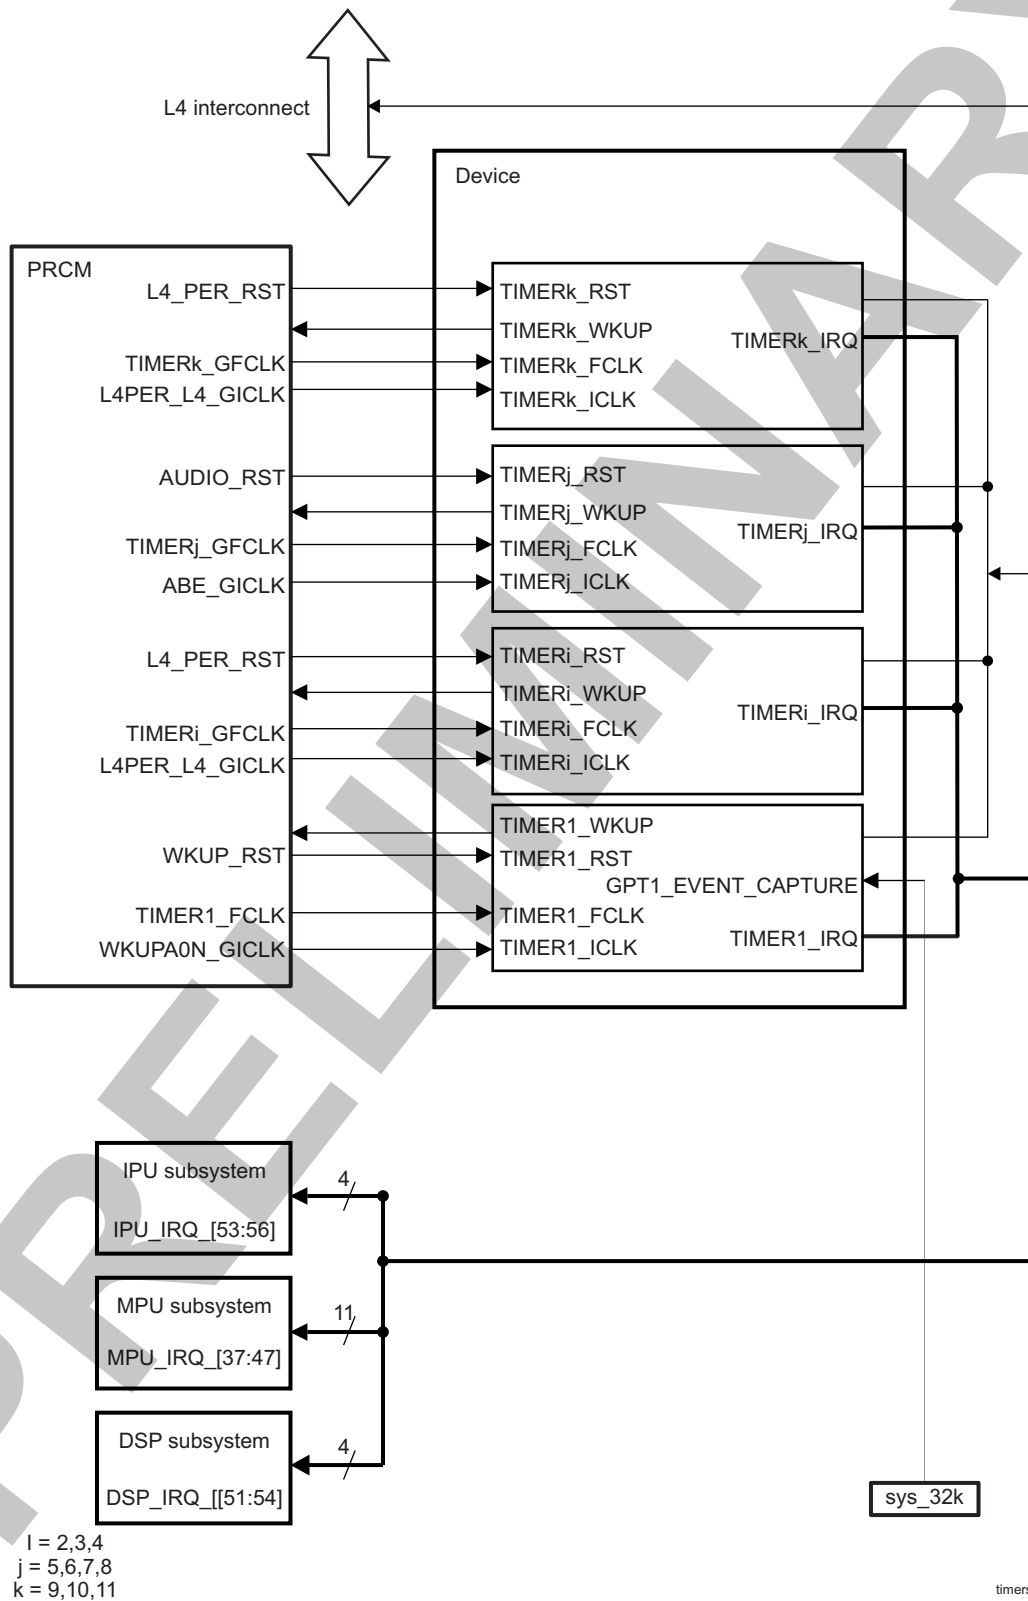 L4 interconnect
Device
PRCM
L4_PER_RST
TIMERk_GFCLK
L4PER_L4_GICLK
AUDIO_RST
TIMERj_GFCLK
ABE_GICLK
L4_PER_RST
TIMERi_GFCLK
L4PER_L4_GICLK
WKUP_RST
TIMER1_FCLK
WKUPA0N_GICLK
TIMERk_RST
TIMERk_WKUP
TIMERk_IRQ
TIMERk_FCLK
TIMERk_ICLK
TIMERj_RST
TIMERj_WKUP
TIMERj_IRQ
TIMERj_FCLK
TIMERj_ICLK
TIMERi_RST
TIMERi_WKUP
TIMERi_IRQ
TIMERi_FCLK
TIMERi_ICLK
TIMER1_WKUP
TIMER1_RST
GPT1_EVENT_CAPTURE
TIMER1_FCLK
TIMER1_IRQ
TIMER1_ICLK
IPU subsystem
IPU_IRQ_[53:56]
4
MPU subsystem
MPU_IRQ_[37:47]
11
DSP subsystem
DSP_IRQ_[[51:54]
4
sys_32k
I = 2,3,4
j = 5,6,7,8
k = 9,10,11
timers
PRELIMINARY